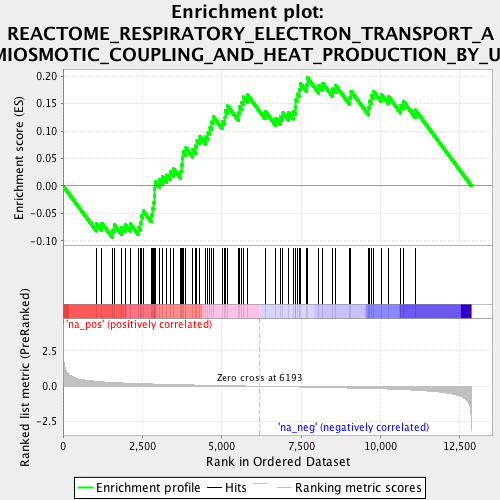 Enrichment plot:
REACTOME_RESPIRATORY_ELECTRON_TRANSPORT_A
MIOSMOTIC_COUPLING_AND_HEAT_PRODUCTION_BY_U
Enrichment score (ES)
0.20
0.15
0.10
0.05
0.00
-0.05
-0.10
'na_pos' (positively correlated)
Ranked list metric (PreRanked)
2.5
0.0
-2.5
Zero cross at 6193
'na_neg' (negatively correlated)
0 2,500 5,000 7,500 10,000 12,500
Rank in Ordered Dataset
Enrichment profile Hits Ranking metric scores